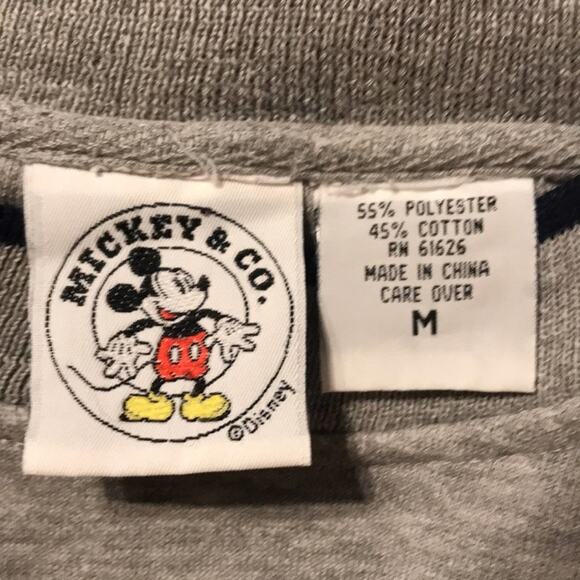 MICKEY & CO.
©Disney
55% POLYESTER
45% COTTON
RN 61626
MADE IN CHINA
CARE OVER
M